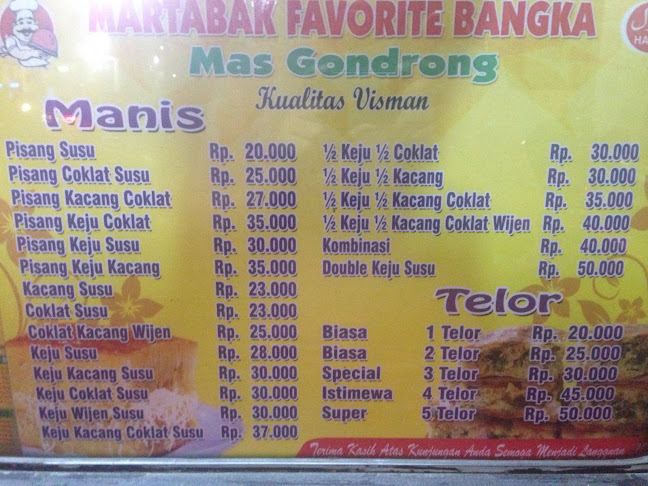 MARTABAK FAVORITE BANGKA
Mas Gondrong
Kualitas Visman
Manis
Pisang Susu Rp. 20.000
Pisang Coklat Susu Rp. 25.000
Pisang Kacang Coklat Rp. 27.000
Pisang Keju Coklat Rp. 35.000
Pisang Keju Susu Rp. 30.000
Pisang Keju Kacang Rp. 35.000
Kacang Susu Rp. 23.000
Coklat Susu Rp. 23.000
Coklat Kacang Wijen Rp. 25.000
Keju Susu Rp. 28.000
Keju Kacang Susu Rp. 30.000
Keju Coklat Susu Rp. 30.000
Keju Wijen Susu Rp. 30.000
Keju Kacang Coklat Susu Rp. 37.000
½ Keju ½ Coklat Rp. 30.000
½ Keju ½ Kacang Rp. 30.000
½ Keju ½ Kacang Coklat Rp. 35.000
½ Keju ½ Kacang Coklat Wijen Rp. 40.000
Kombinasi Rp. 40.000
Double Keju Susu Rp. 50.000
Telor
Biasa 1 Telor Rp. 20.000
Biasa 2 Telor Rp. 25.000
Special 3 Telor Rp. 30.000
Istimewa 4 Telor Rp. 45.000
Super 5 Telor Rp. 50.000
Terima Kasih Atas Kunjungan Anda Semoga Menjadi Langganan